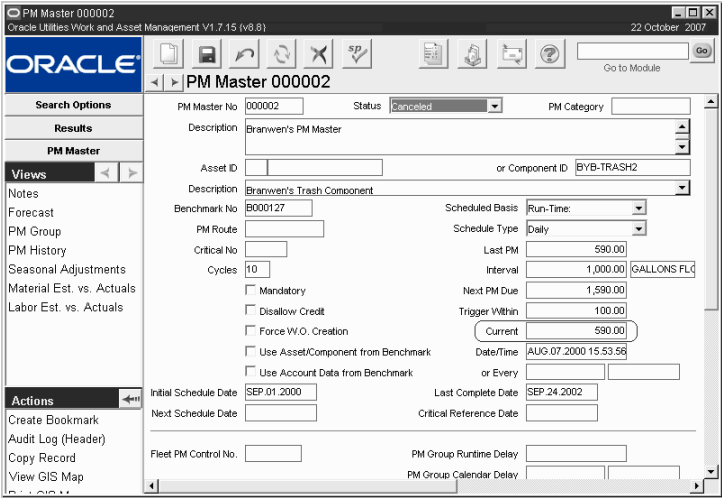 PM Master 000002
Oracle Utilities Work and Asset Management V1.7.15 {v8.8}
22 October 2007
ORACLE
sp
Go
Go to Module
PM Master 000002
Search Options
Results
PM Master
Views
Notes
Forecast
PM Group
PM History
Seasonal Adjustments
Material Est. vs. Actuals
Labor Est. vs. Actuals
Actions
Create Bookmark
Audit Log (Header)
Copy Record
View GIS Map
PM Master No 000002 Status Canceled PM Category
Description Branwen's PM Master
Asset ID or Component ID BYB-TRASH2
Description Branwen's Trash Component
Benchmark No B000127 Scheduled Basis Run-Time:
PM Route Schedule Type Daily
Critical No Last PM 590.00
Cycles 10 Interval 1,000.00 GALLONS FLO
Mandatory Next PM Due 1,590.00
Disallow Credit Trigger Within 100.00
Force W.O. Creation Current 590.00
Use Asset/Component from Benchmark Date/Time AUG.07.2000 15.53.56
Use Account Data from Benchmark or Every
Initial Schedule Date SEP.01.2000 Last Complete Date SEP.24.2002
Next Schedule Date Critical Reference Date
Fleet PM Control No. PM Group Runtime Delay
PM Group Calendar Delay